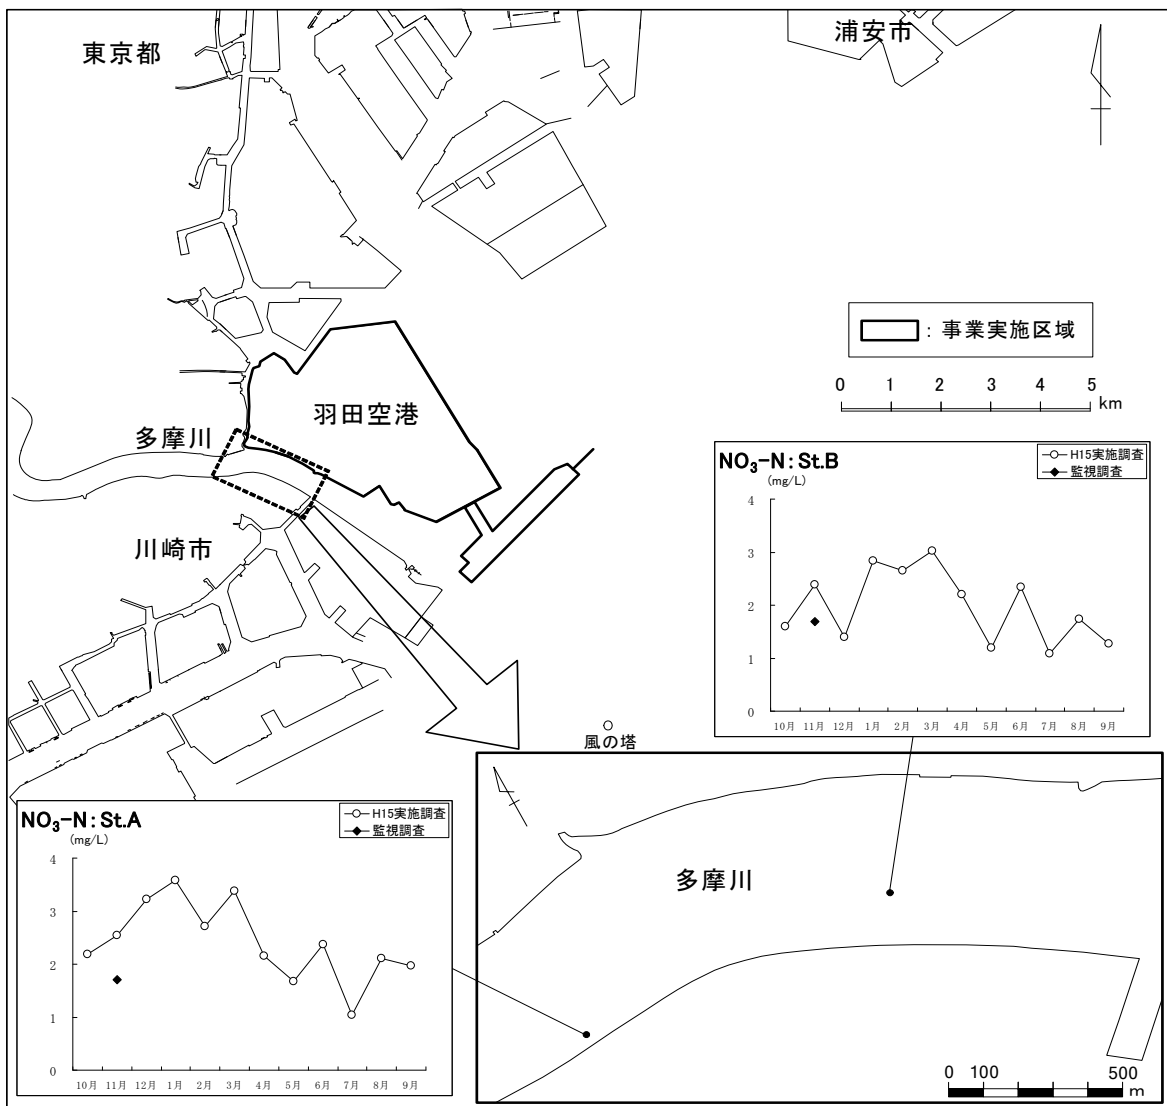 東京都
浦安市
: 事業実施区域
0 1 2 3 4 5
km
羽田空港
多摩川
川崎市
風の塔
NO₃-N: St.B
(mg/L)
H15実施調査
監視調査
4
3
2
1
0
10月 11月 12月 1月 2月 3月 4月 5月 6月 7月 8月 9月
NO₃-N: St.A
(mg/L)
H15実施調査
監視調査
4
3
2
1
0
10月 11月 12月 1月 2月 3月 4月 5月 6月 7月 8月 9月
多摩川
0 100 500
m